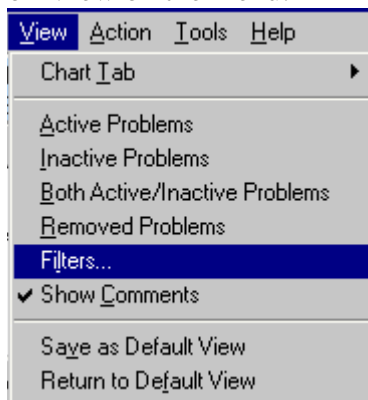 View Action Tools Help
Chart Tab
Active Problems
Inactive Problems
Both Active/Inactive Problems
Removed Problems
Filters...
Show Comments
Save as Default View
Return to Default View